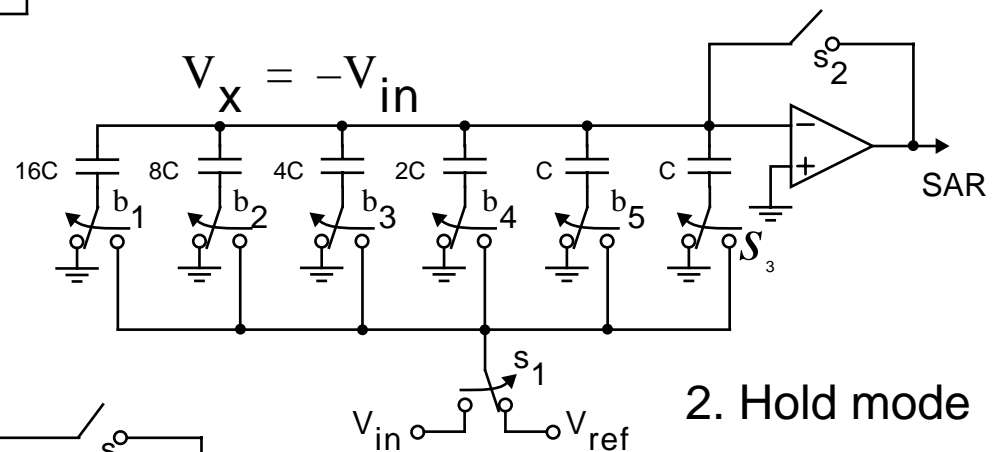 s2
Vx = −Vin
− 
+
SAR
16C 8C 4C 2C C C
b1 b2 b3 b4 b5 S3
s1
Vin Vref
2. Hold mode
s